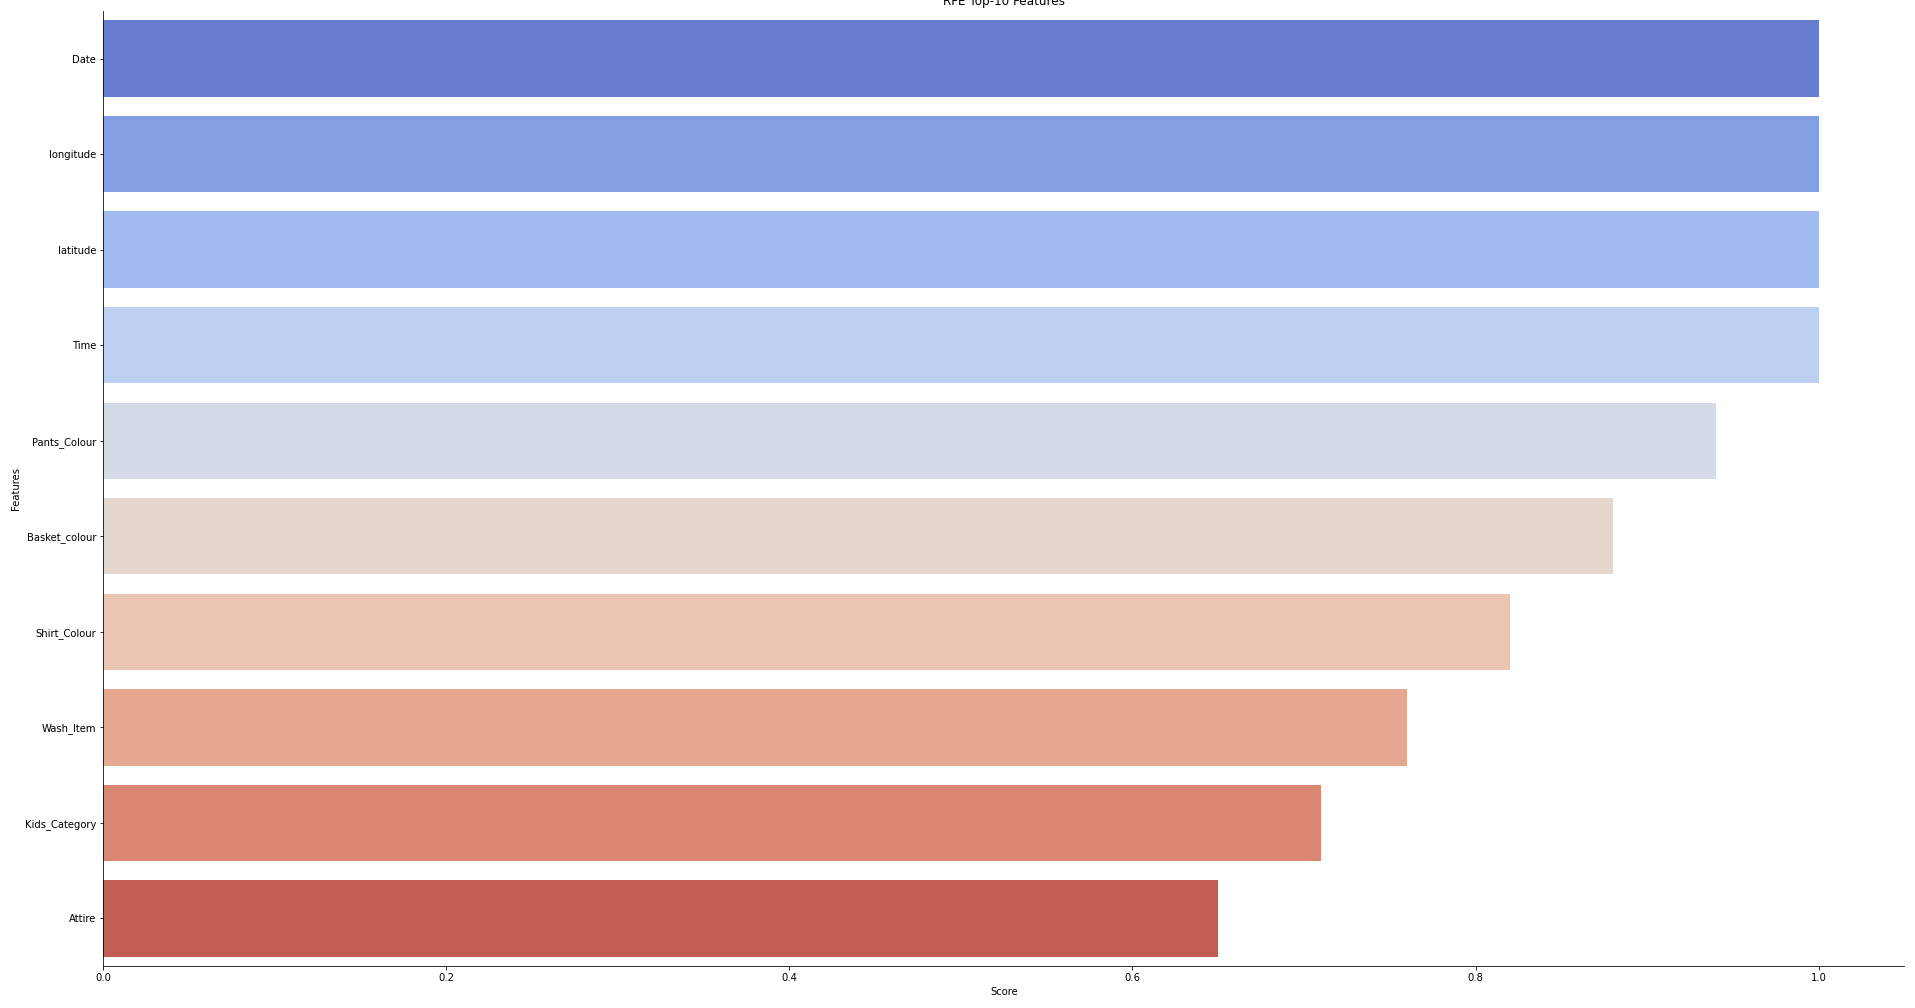 RFE Top-10 Features
Date
longitude
latitude
Time
Pants_Colour
Features
Basket_colour
Shirt_Colour
Wash_Item
Kids_Category
Attire
0.0 0.2 0.4 0.6 0.8 1.0
Score